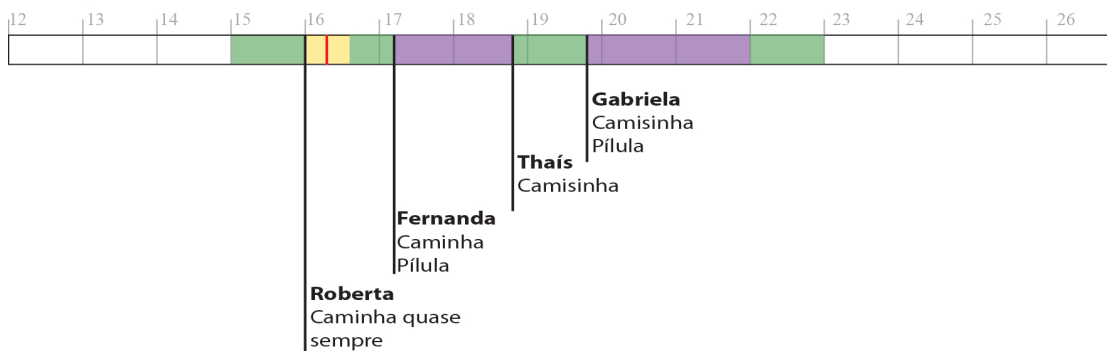 12 13 14 15 16 17 18 19 20 21 22 23 24 25 26
Gabriela
Camisinha
Pílula
Thaís
Camisinha
Fernanda
Caminha
Pílula
Roberta
Caminha quase
sempre